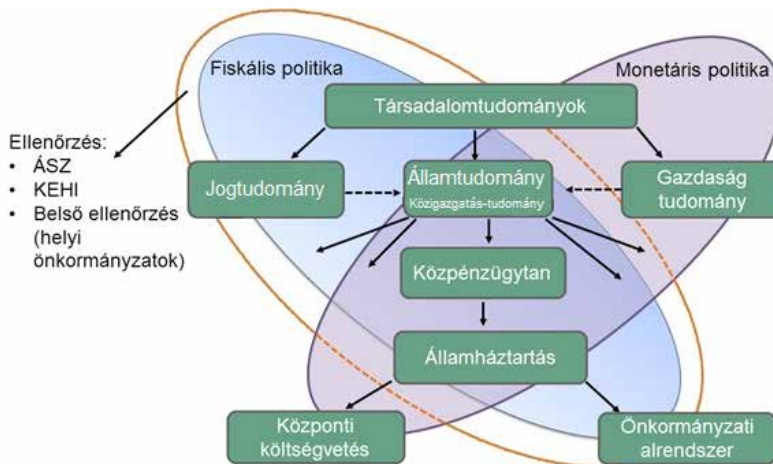 Fiskális politika
Monetáris politika
Társadalomtudományok
Ellenőrzés:
• ÁSZ
• KEHI
• Belső ellenőrzés
(helyi
önkormányzatok)
Jogtudomány
Államtudomány
Közigazgatás-tudomány
Gazdaság
tudomány
Közpénzügytan
Államháztartás
Központi
költségvetés
Önkormányzati
alrendszer